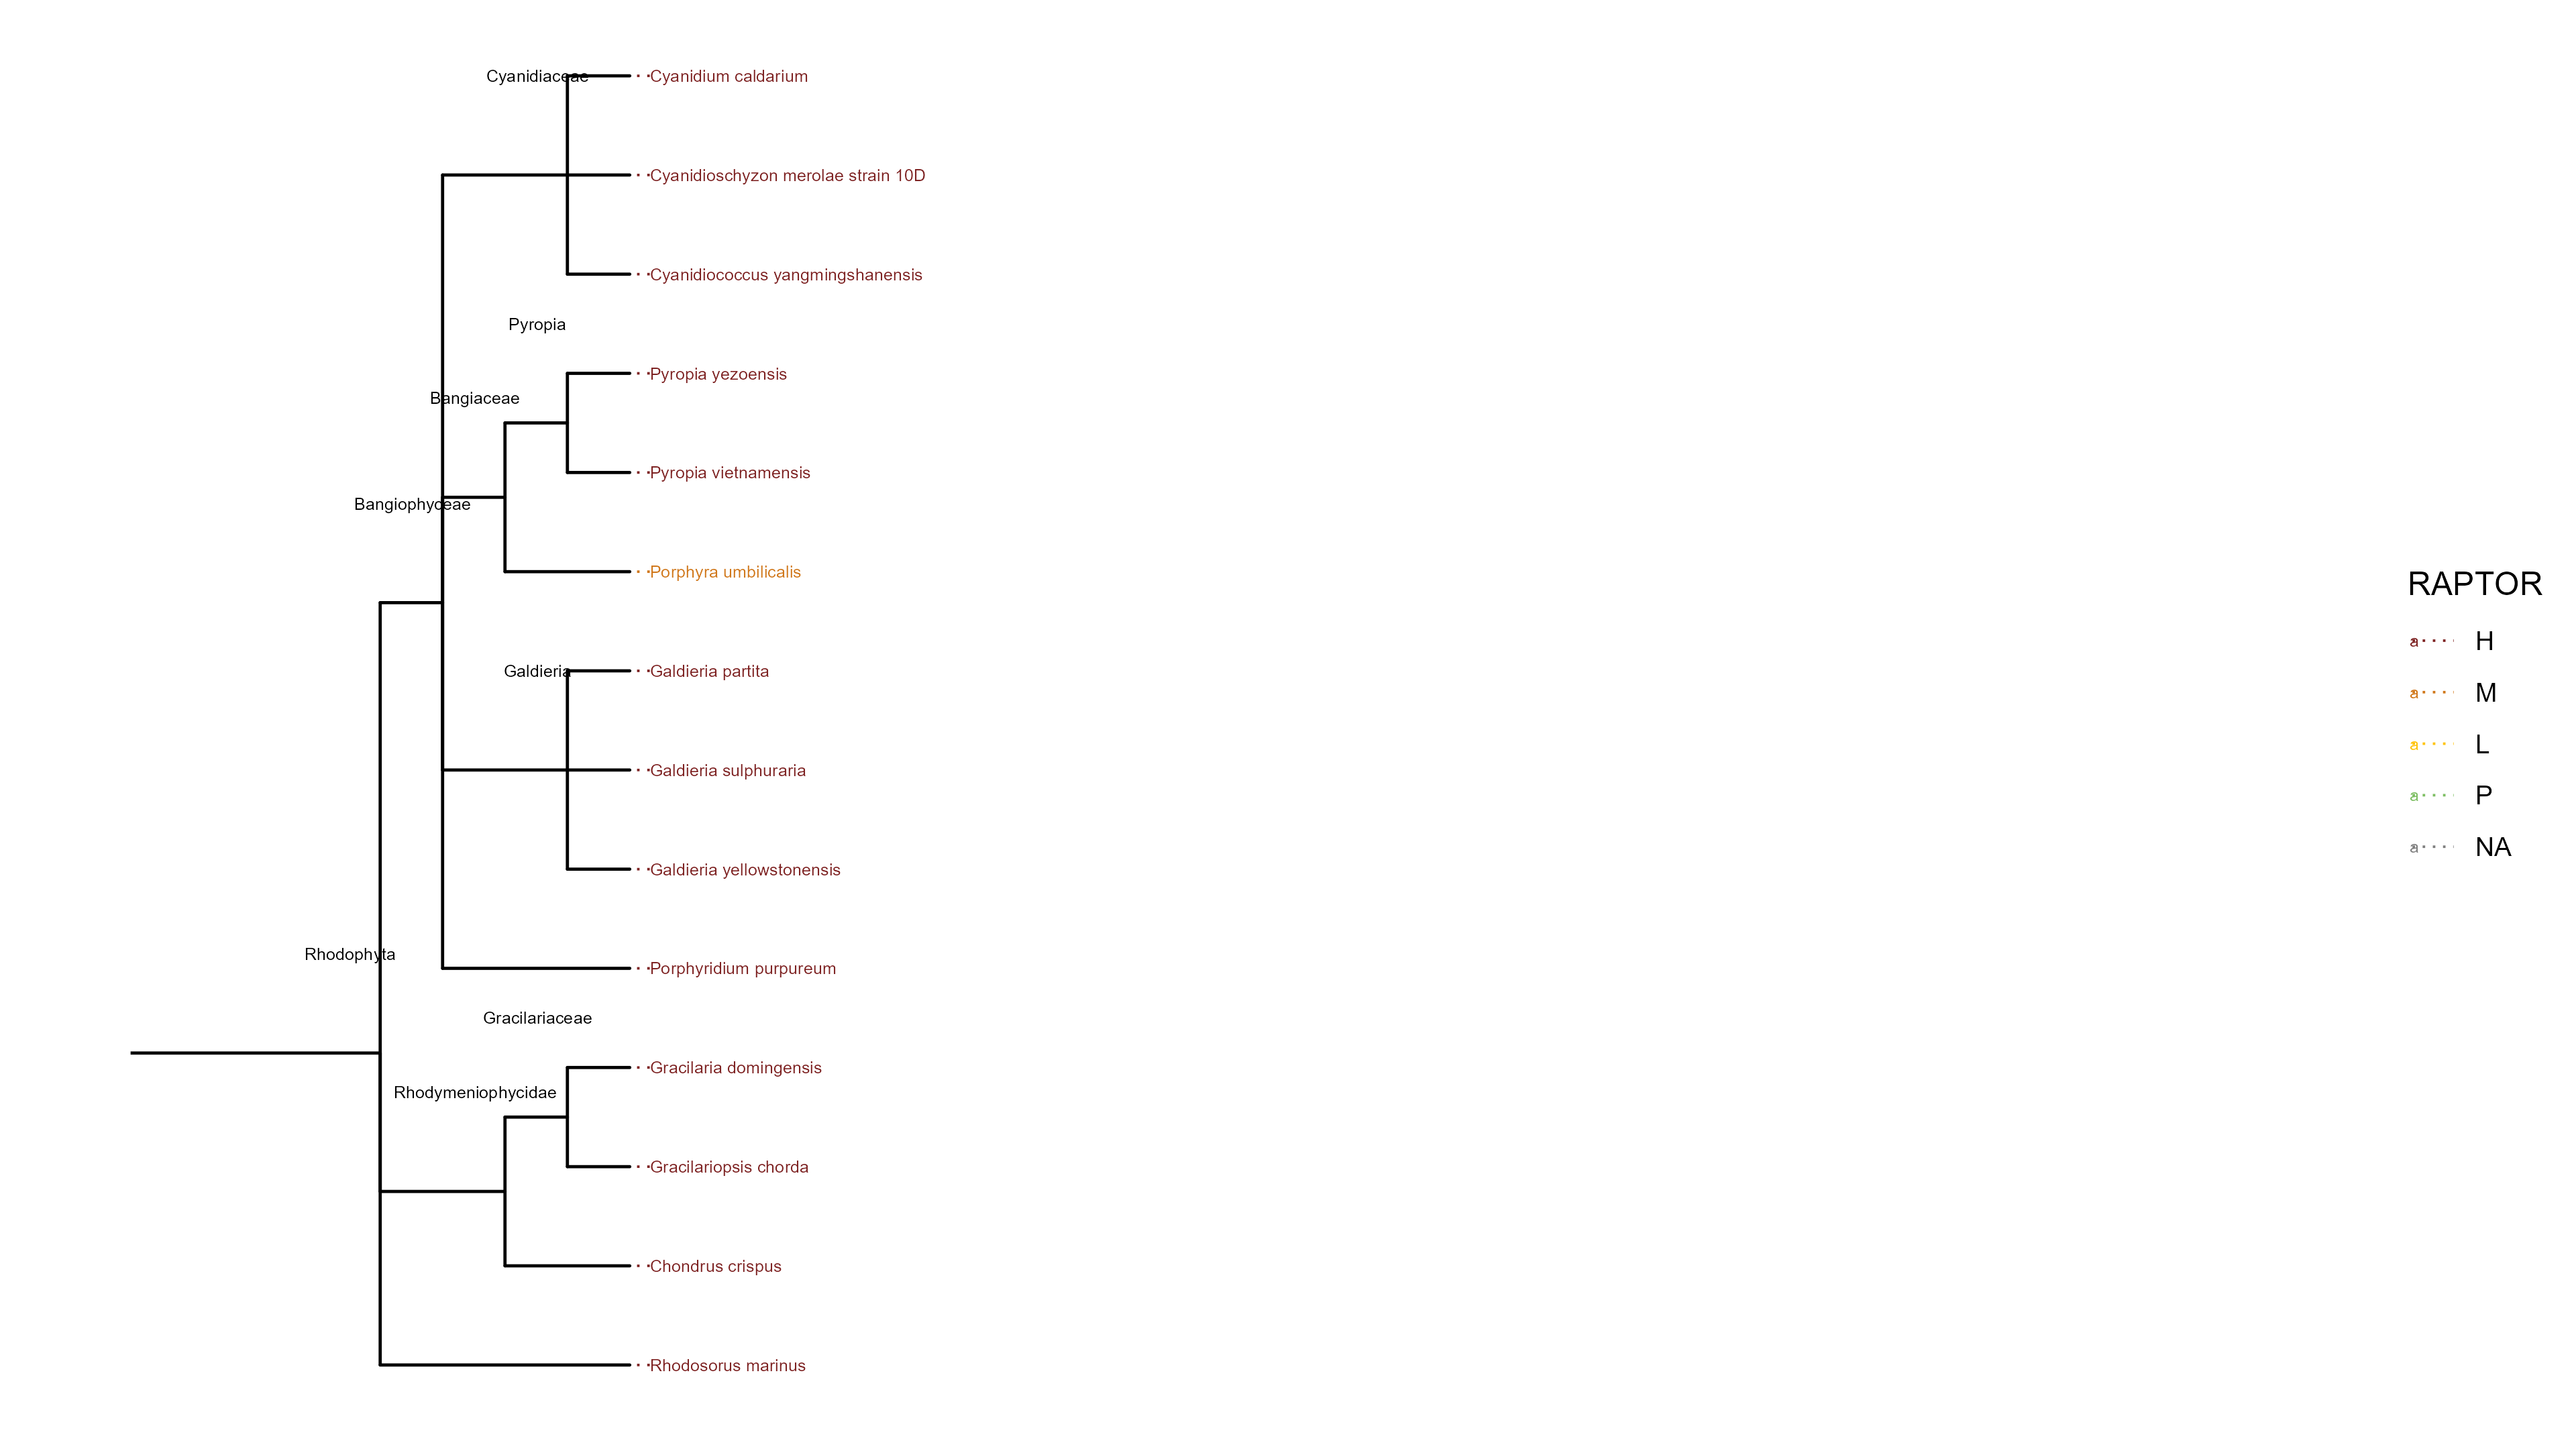 Cyanidiaceae
Cyanidium caldarium
Cyanidioschyzon merolae strain 10D
Cyanidiococcus yangmingshanensis
Pyropia
Pyropia yezoensis
Bangiaceae
Pyropia vietnamensis
Bangiophyceae
Porphyra umbilicalis
Galdieria
Galdieria partita
Galdieria sulphuraria
Galdieria yellowstonensis
Rhodophyta
Porphyridium purpureum
Gracilariaceae
Gracilaria domingensis
Rhodymeniophycidae
Gracilariopsis chorda
Chondrus crispus
Rhodosorus marinus
RAPTOR
a H
a M
a L
a P
a NA